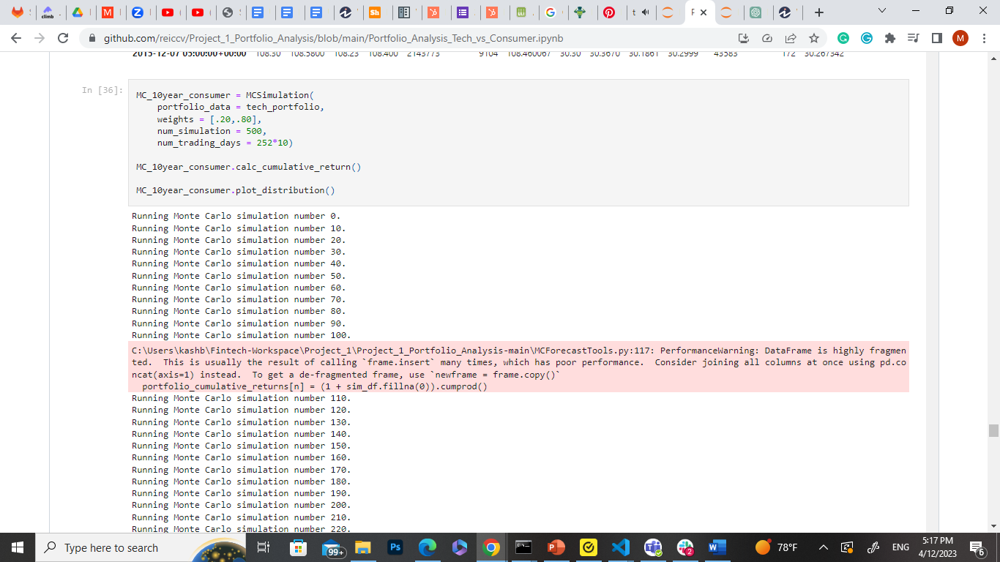 github.com/reiccv/Project_1_Portfolio_Analysis/blob/main/Portfolio_Analysis_Tech_vs_Consumer.ipynb
2015-12-07 05:00:00+00:00 108.30 108.5800 108.23 108.400 2143773 9104 108.460067 30.30 30.3670 30.1861 30.2999 43583 172 30.267342
In [36]:
MC_10year_consumer = MCSimulation(
portfolio_data = tech_portfolio,
weights = [.20,.80],
num_simulation = 500,
num_trading_days = 252*10)
MC_10year_consumer.calc_cumulative_return()
MC_10year_consumer.plot_distribution()
Running Monte Carlo simulation number 0.
Running Monte Carlo simulation number 10.
Running Monte Carlo simulation number 20.
Running Monte Carlo simulation number 30.
Running Monte Carlo simulation number 40.
Running Monte Carlo simulation number 50.
Running Monte Carlo simulation number 60.
Running Monte Carlo simulation number 70.
Running Monte Carlo simulation number 80.
Running Monte Carlo simulation number 90.
Running Monte Carlo simulation number 100.
C:\Users\kashb\Fintech-Workspace\Project_1\Project_1_Portfolio_Analysis-main\MCForecastTools.py:117: PerformanceWarning: DataFrame is highly fragmen
ted.  This is usually the result of calling `frame.insert` many times, which has poor performance.  Consider joining all columns at once using pd.co
ncat(axis=1) instead.  To get a de-fragmented frame, use `newframe = frame.copy()`
portfolio_cumulative_returns[n] = (1 + sim_df.fillna(0)).cumprod()
Running Monte Carlo simulation number 110.
Running Monte Carlo simulation number 120.
Running Monte Carlo simulation number 130.
Running Monte Carlo simulation number 140.
Running Monte Carlo simulation number 150.
Running Monte Carlo simulation number 160.
Running Monte Carlo simulation number 170.
Running Monte Carlo simulation number 180.
Running Monte Carlo simulation number 190.
Running Monte Carlo simulation number 200.
Running Monte Carlo simulation number 210.
Running Monte Carlo simulation number 220.
Type here to search
99+
Ps
2
78°F
ENG
5:17 PM
4/12/2023
6